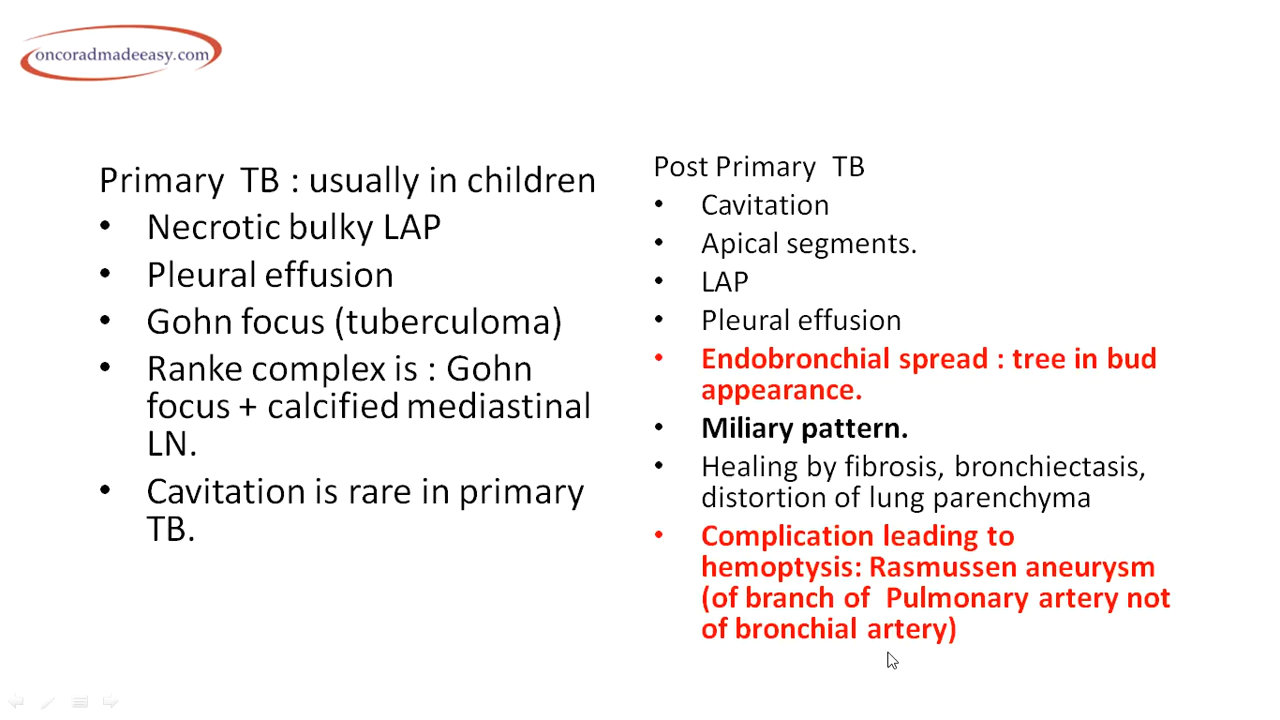 oncoradmadeeasy.com
Primary TB : usually in children
• Necrotic bulky LAP
• Pleural effusion
• Gohn focus (tuberculoma)
• Ranke complex is : Gohn
focus + calcified mediastinal
LN.
• Cavitation is rare in primary
TB.
Post Primary TB
• Cavitation
• Apical segments.
• LAP
• Pleural effusion
• Endobronchial spread : tree in bud
appearance.
• Miliary pattern.
• Healing by fibrosis, bronchiectasis,
distortion of lung parenchyma
• Complication leading to
hemoptysis: Rasmussen aneurysm
(of branch of Pulmonary artery not
of bronchial artery)